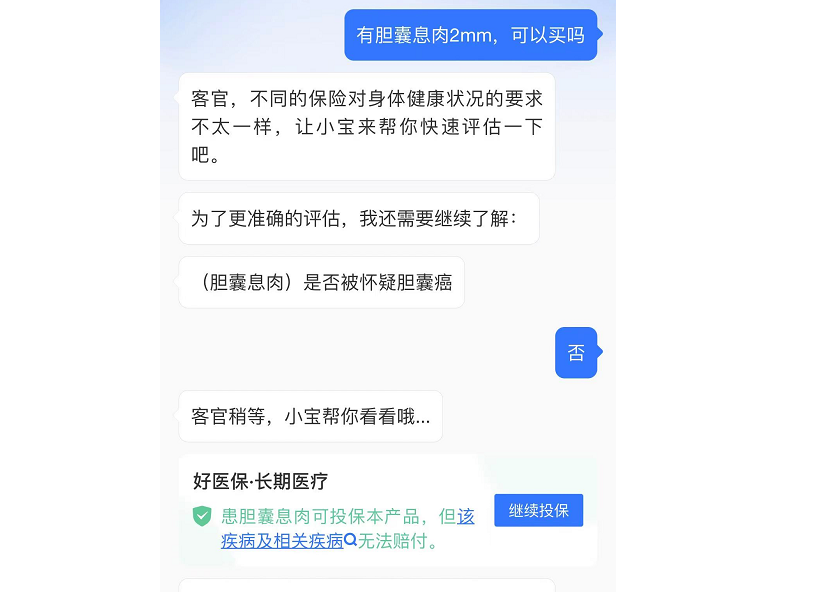 有胆囊息肉2mm，可以买吗
客官，不同的保险对身体健康状况的要求
不太一样，让小宝来帮你快速评估一下
吧。
为了更准确的评估，我还需要继续了解：
（胆囊息肉）是否被怀疑胆囊癌
否
客官稍等，小宝帮你看看哦...
好医保·长期医疗
患胆囊息肉可投保本产品，但该
疾病及相关疾病无法赔付。
继续投保